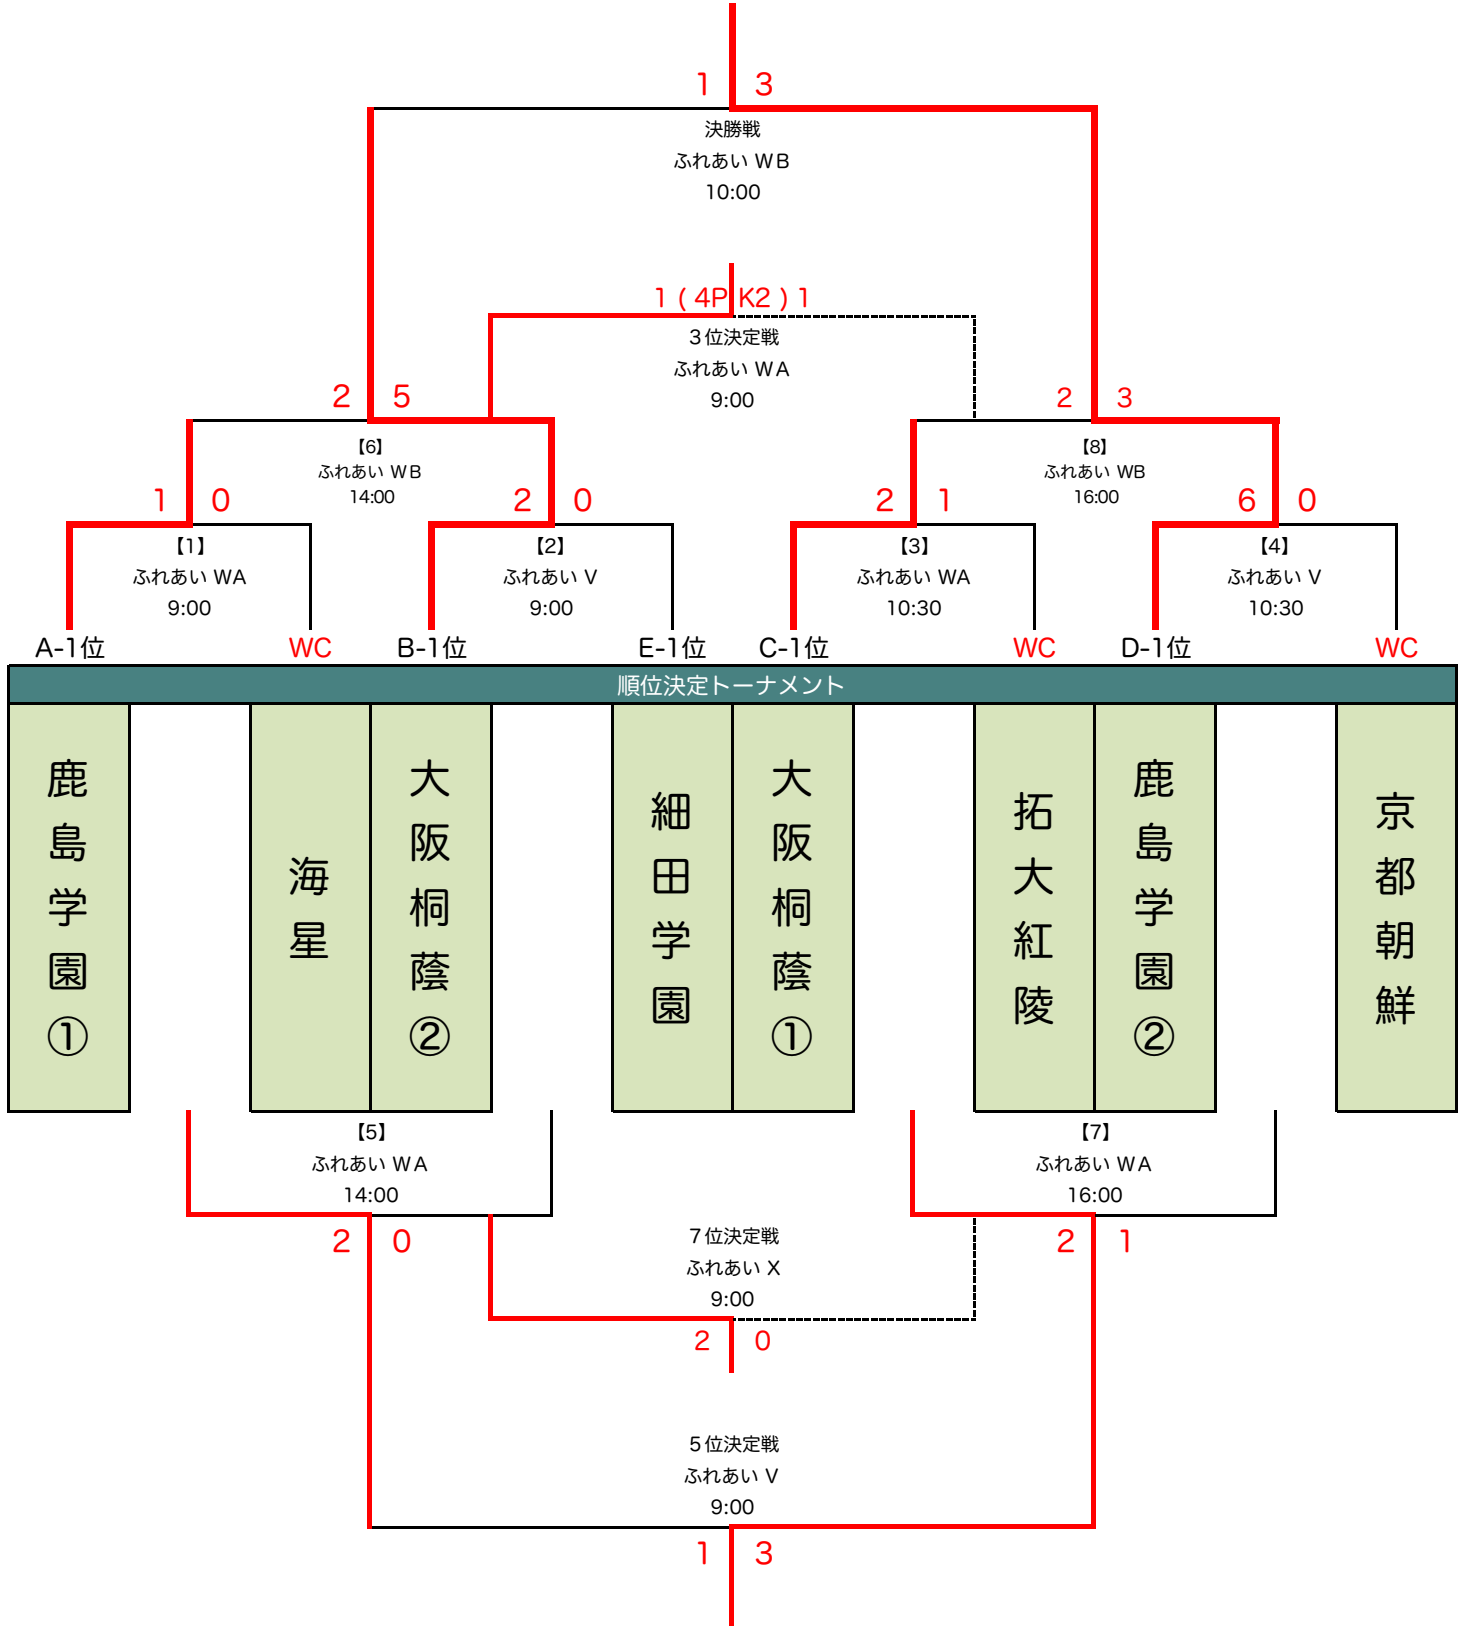 1 3
決勝戦
ふれあい WB
10:00
1 ( 4PK2 ) 1
3位決定戦
ふれあい WA
9:00
2 5
2 3
【6】
ふれあい WB
14:00
【8】
ふれあい WB
16:00
1 0
2 0
2 1
6 0
【1】
ふれあい WA
9:00
【2】
ふれあい V
9:00
【3】
ふれあい WA
10:30
【4】
ふれあい V
10:30
A-1位 WC B-1位 E-1位 C-1位 WC D-1位 WC
順位決定トーナメント
鹿島学園①
海星
大阪桐蔭②
細田学園
大阪桐蔭①
拓大紅陵
鹿島学園②
京都朝鮮
【5】
ふれあい WA
14:00
2 0
【7】
ふれあい WA
16:00
2 1
7位決定戦
ふれあい X
9:00
2 0
5位決定戦
ふれあい V
9:00
1 3